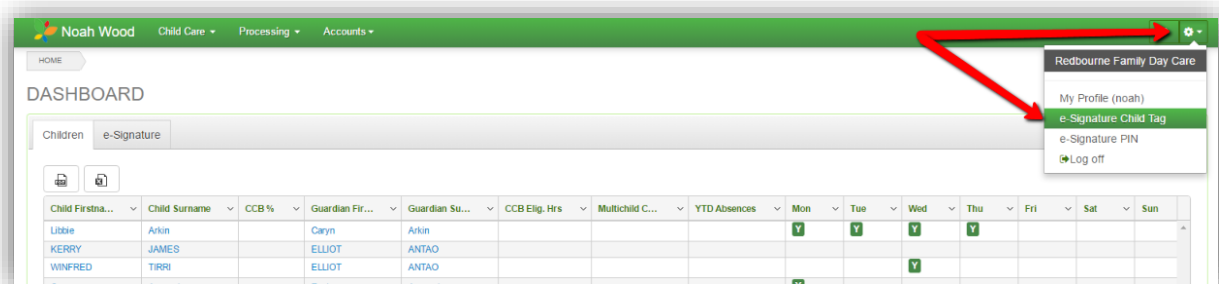 Noah Wood Child Care Processing Accounts
HOME
Redbourne Family Day Care
DASHBOARD
My Profile (noah)
e-Signature Child Tag
e-Signature PIN
Log off
Children e-Signature
Child Firstna... Child Surname CCB % Guardian Fir... Guardian Su... CCB Elig. Hrs Multichild C... YTD Absences Mon Tue Wed Thu Fri Sat Sun
Libbie Arkin Caryn Arkin Y Y Y Y
KERRY JAMES ELLIOT ANTAO
WINFRED TIRRI ELLIOT ANTAO Y
Y